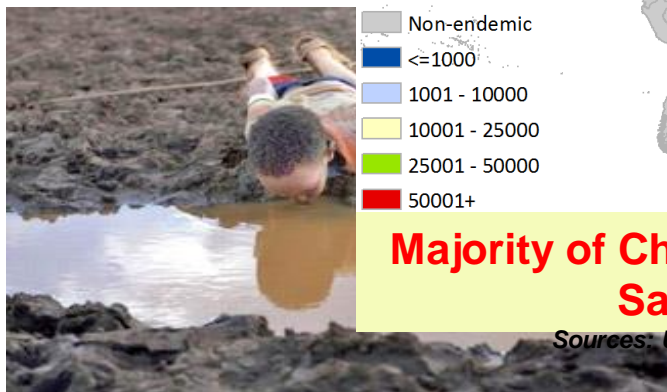 Non-endemic
<=1000
1001 - 10000
10001 - 25000
25001 - 50000
50001+
Majority of Ch
Sa
Sources: